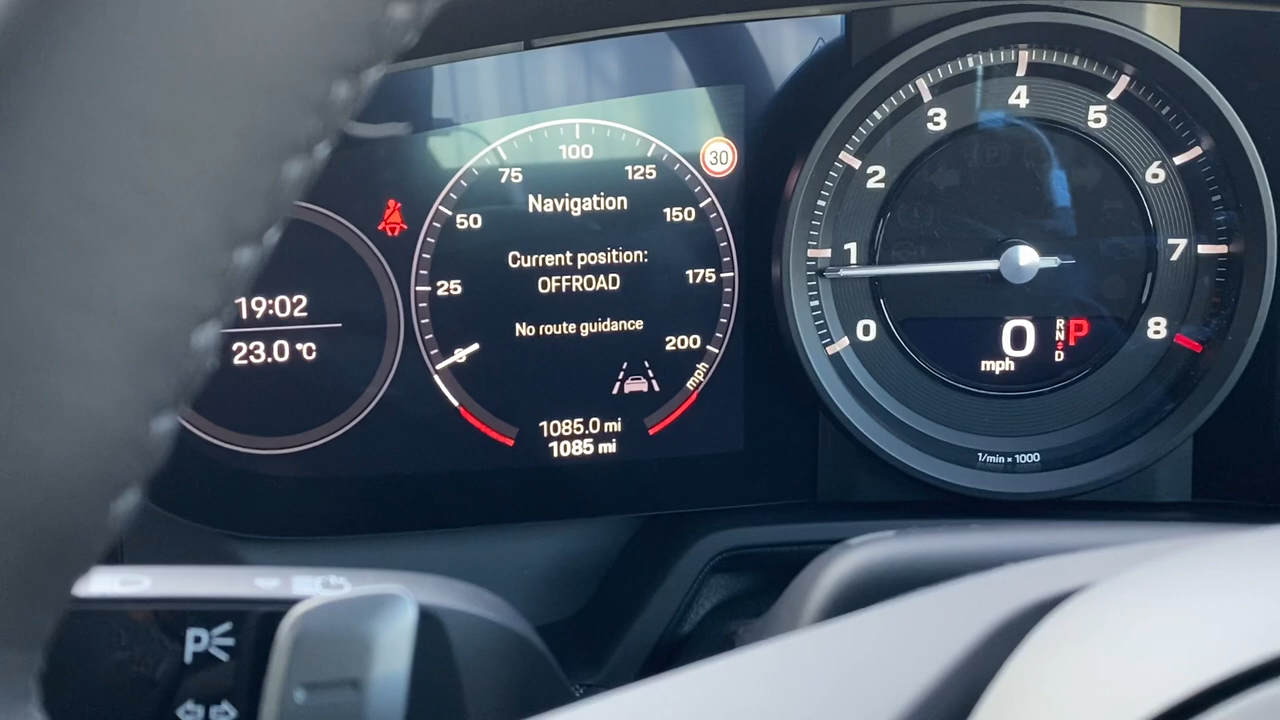 19:02
23.0 °C
0
25
50
75
100
125
150
175
200
mph
30
Navigation
Current position:
OFFROAD
No route guidance
1085.0 mi
1085 mi
0
1
2
3
4
5
6
7
8
0
mph
R
N
D
P
1/min × 1000
P